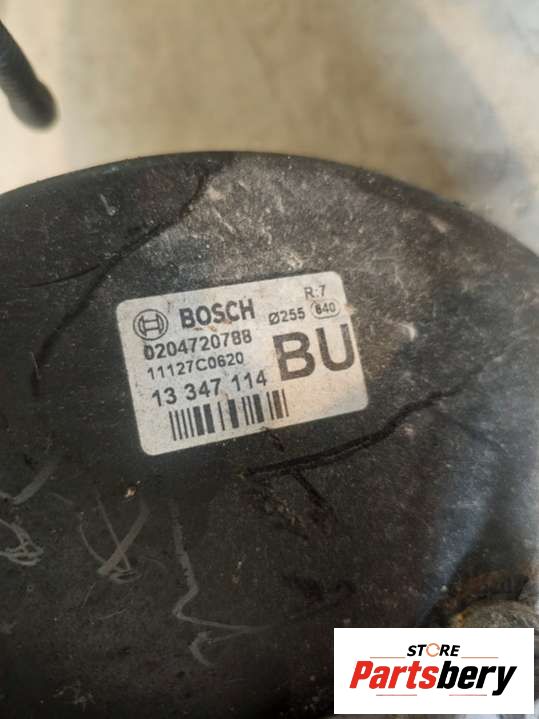 BOSCH
R:7
Ø255 640
0204720788
11127C0620
13 347 114
BU
STORE
Partsbery